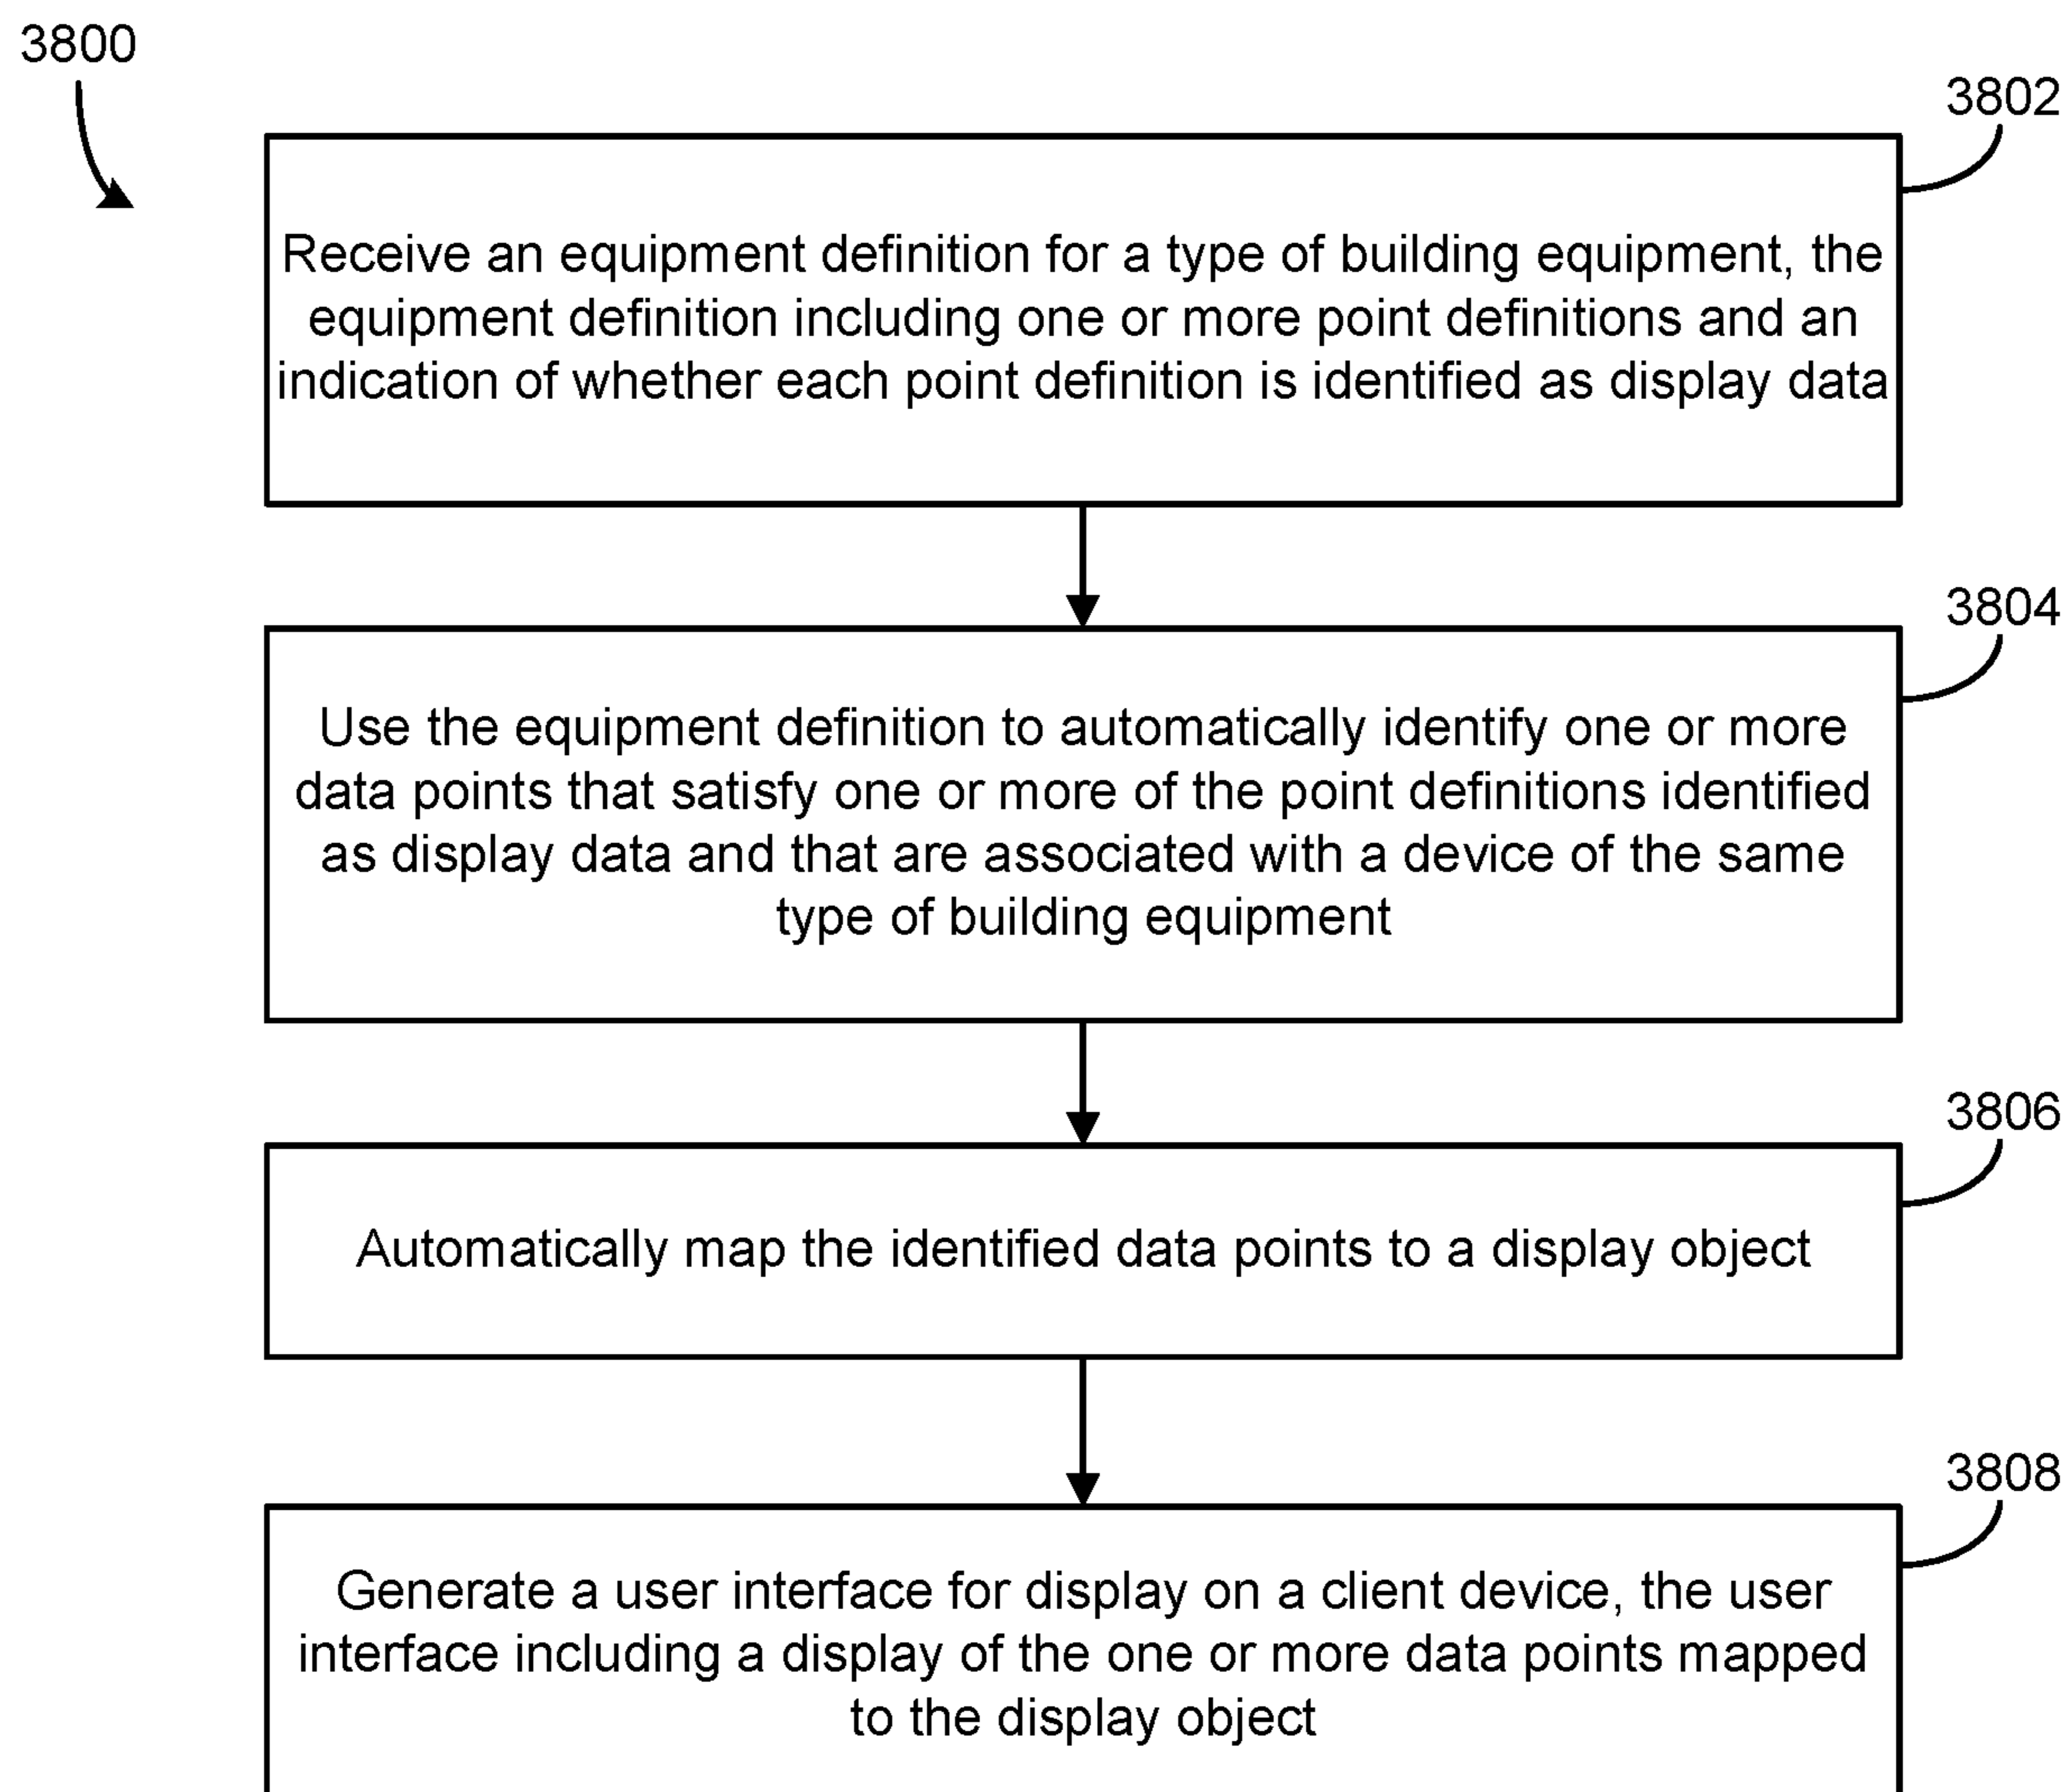 3800
3802
Receive an equipment definition for a type of building equipment, the
equipment definition including one or more point definitions and an
indication of whether each point definition is identified as display data
3804
Use the equipment definition to automatically identify one or more
data points that satisfy one or more of the point definitions identified
as display data and that are associated with a device of the same
type of building equipment
3806
Automatically map the identified data points to a display object
3808
Generate a user interface for display on a client device, the user
interface including a display of the one or more data points mapped
to the display object